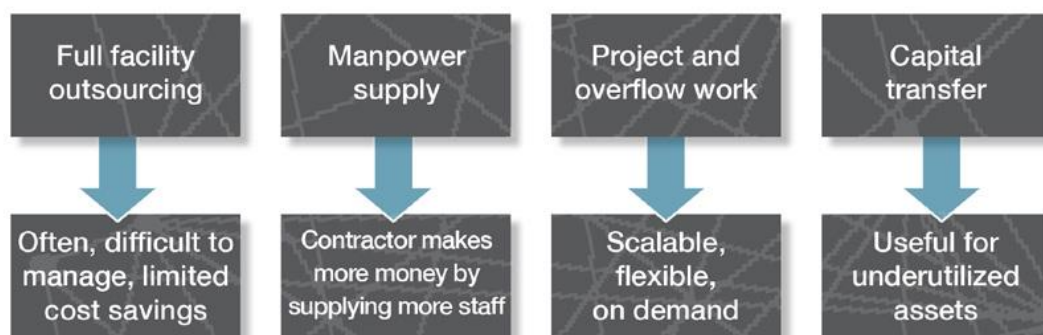 Full facility
outsourcing
Manpower
supply
Project and
overflow work
Capital
transfer
Often, difficult to
manage, limited
cost savings
Contractor makes
more money by
supplying more staff
Scalable,
flexible,
on demand
Useful for
underutilized
assets